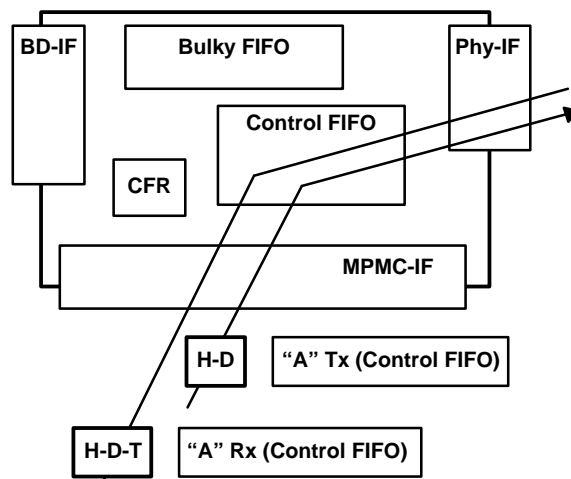 BD-IF
Bulky FIFO
Phy-IF
Control FIFO
CFR
MPMC-IF
H-D
“A” Tx (Control FIFO)
H-D-T
“A” Rx (Control FIFO)